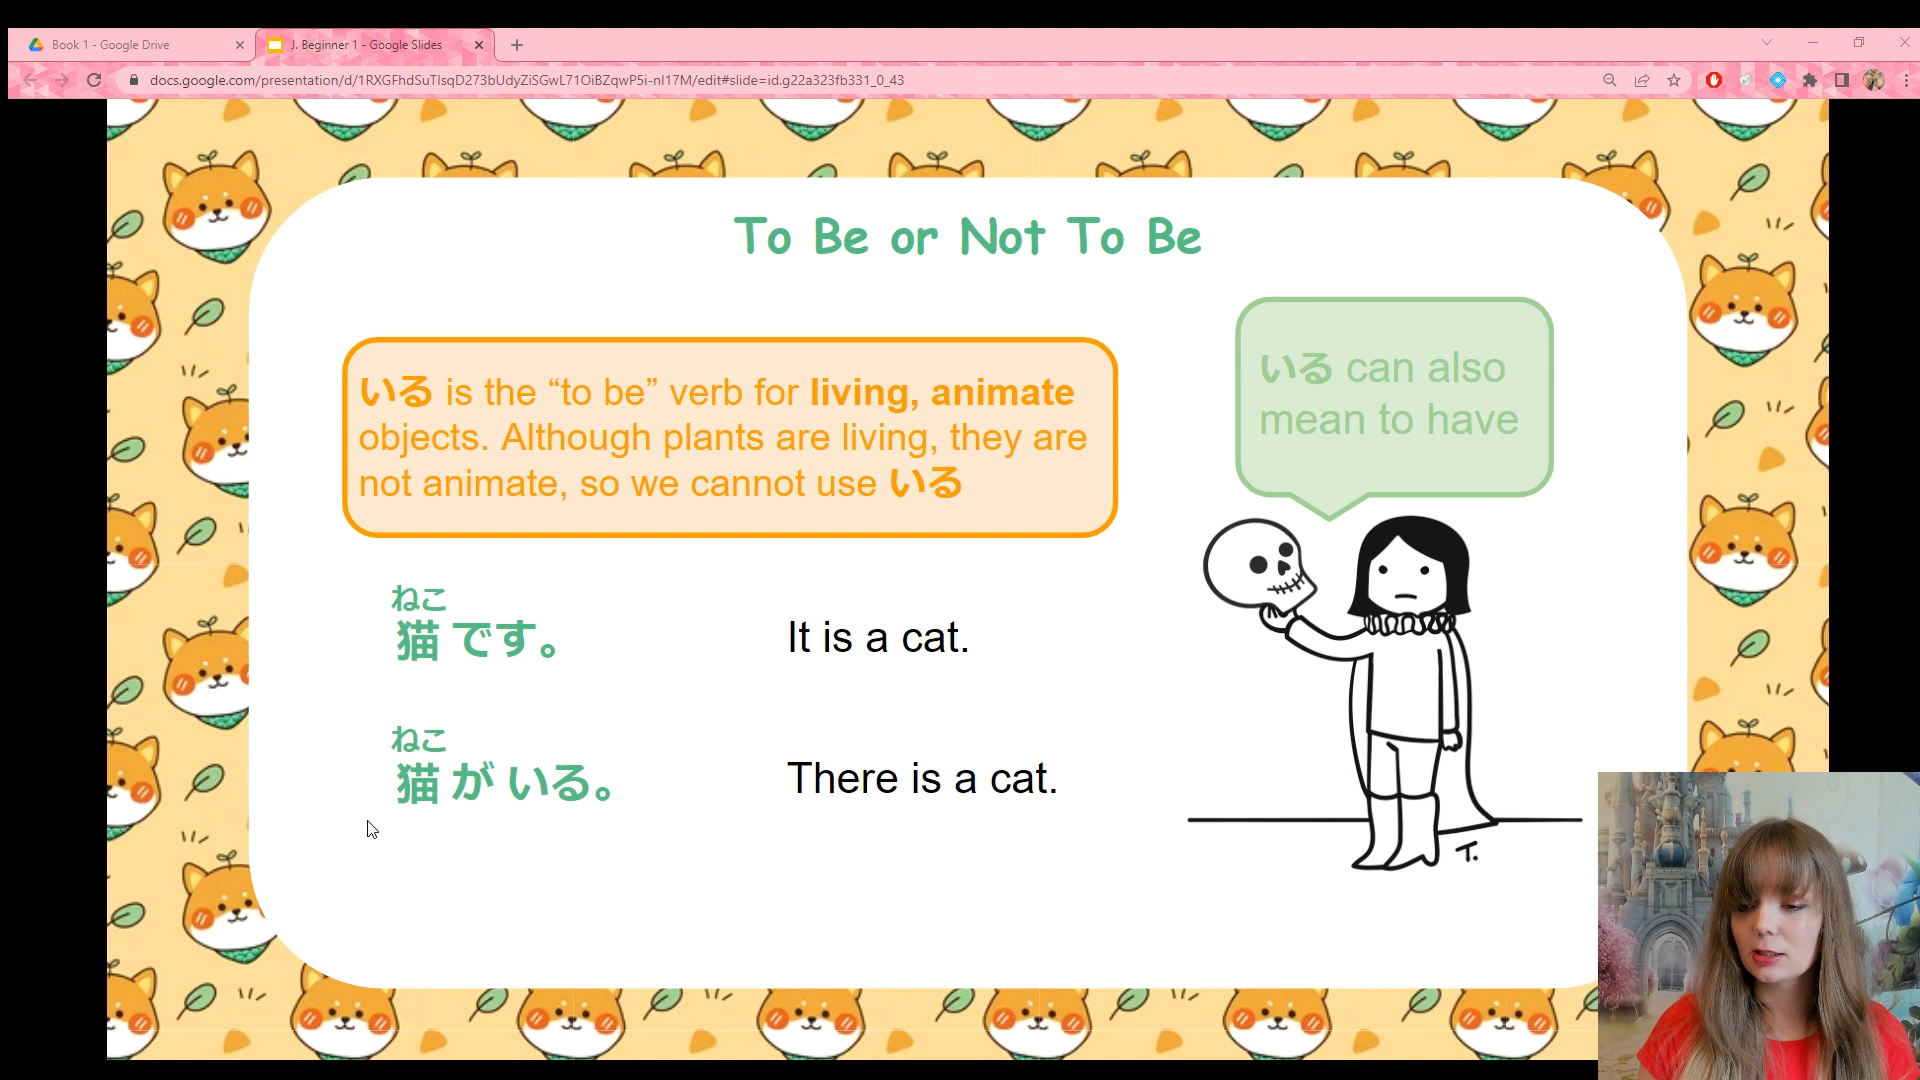 Book 1 - Google Drive
J. Beginner 1 - Google Slides
docs.google.com/presentation/d/1RXGFhdSuTlsqD273bUdyZiSGwL71OiBZqwP5i-nI17M/edit#slide=id.g22a323fb331_0_43
To Be or Not To Be
いる is the “to be” verb for living, animate
objects. Although plants are living, they are
not animate, so we cannot use いる
いる can also
mean to have
ねこ
猫 です。
It is a cat.
ねこ
猫 が いる。
There is a cat.
T.